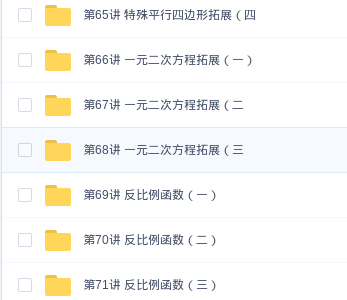 第65讲 特殊平行四边形拓展（四
第66讲 一元二次方程拓展（一）
第67讲 一元二次方程拓展（二
第68讲 一元二次方程拓展（三
第69讲 反比例函数（一）
第70讲 反比例函数（二）
第71讲 反比例函数（三）